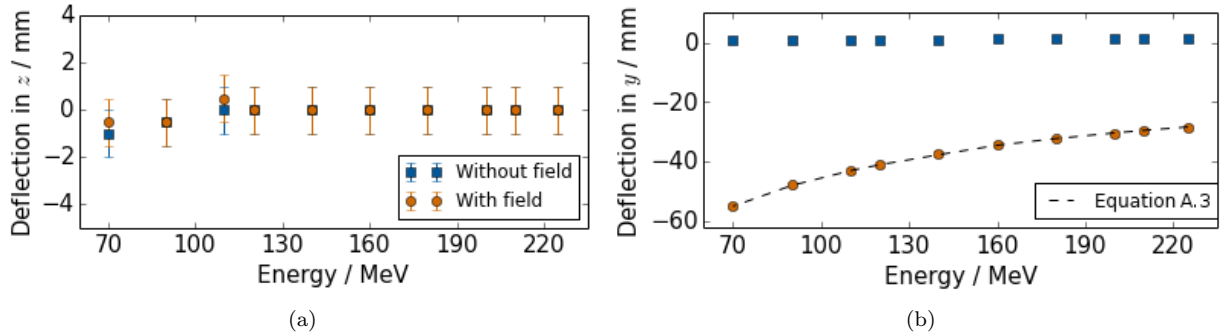 4
2
0
−2
−4
Deflection in z / mm
Without field
With field
70 100 130 160 190 220
Energy / MeV
(a)
0
−20
−40
−60
Deflection in y / mm
Equation A.3
70 100 130 160 190 220
Energy / MeV
(b)